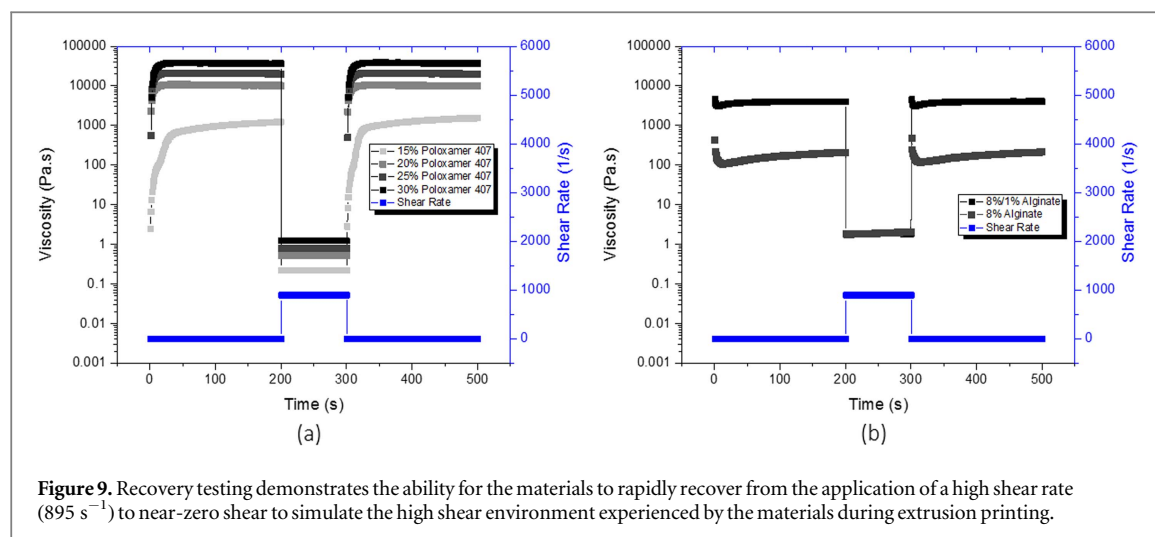 100000
10000
1000
100
10
1
0.1
0.01
0.001
Viscosity (Pa.s)
6000
5000
4000
3000
2000
1000
0
Shear Rate (1/s)
15% Poloxamer 407
20% Poloxamer 407
25% Poloxamer 407
30% Poloxamer 407
Shear Rate
0 100 200 300 400 500
Time (s)
(a)
100000
10000
1000
100
10
1
0.1
0.01
0.001
Viscosity (Pa.s)
6000
5000
4000
3000
2000
1000
0
Shear Rate (1/s)
8%/1% Alginate
8% Alginate
Shear Rate
0 100 200 300 400 500
Time (s)
(b)
Figure 9. Recovery testing demonstrates the ability for the materials to rapidly recover from the application of a high shear rate
(895 s⁻¹) to near-zero shear to simulate the high shear environment experienced by the materials during extrusion printing.